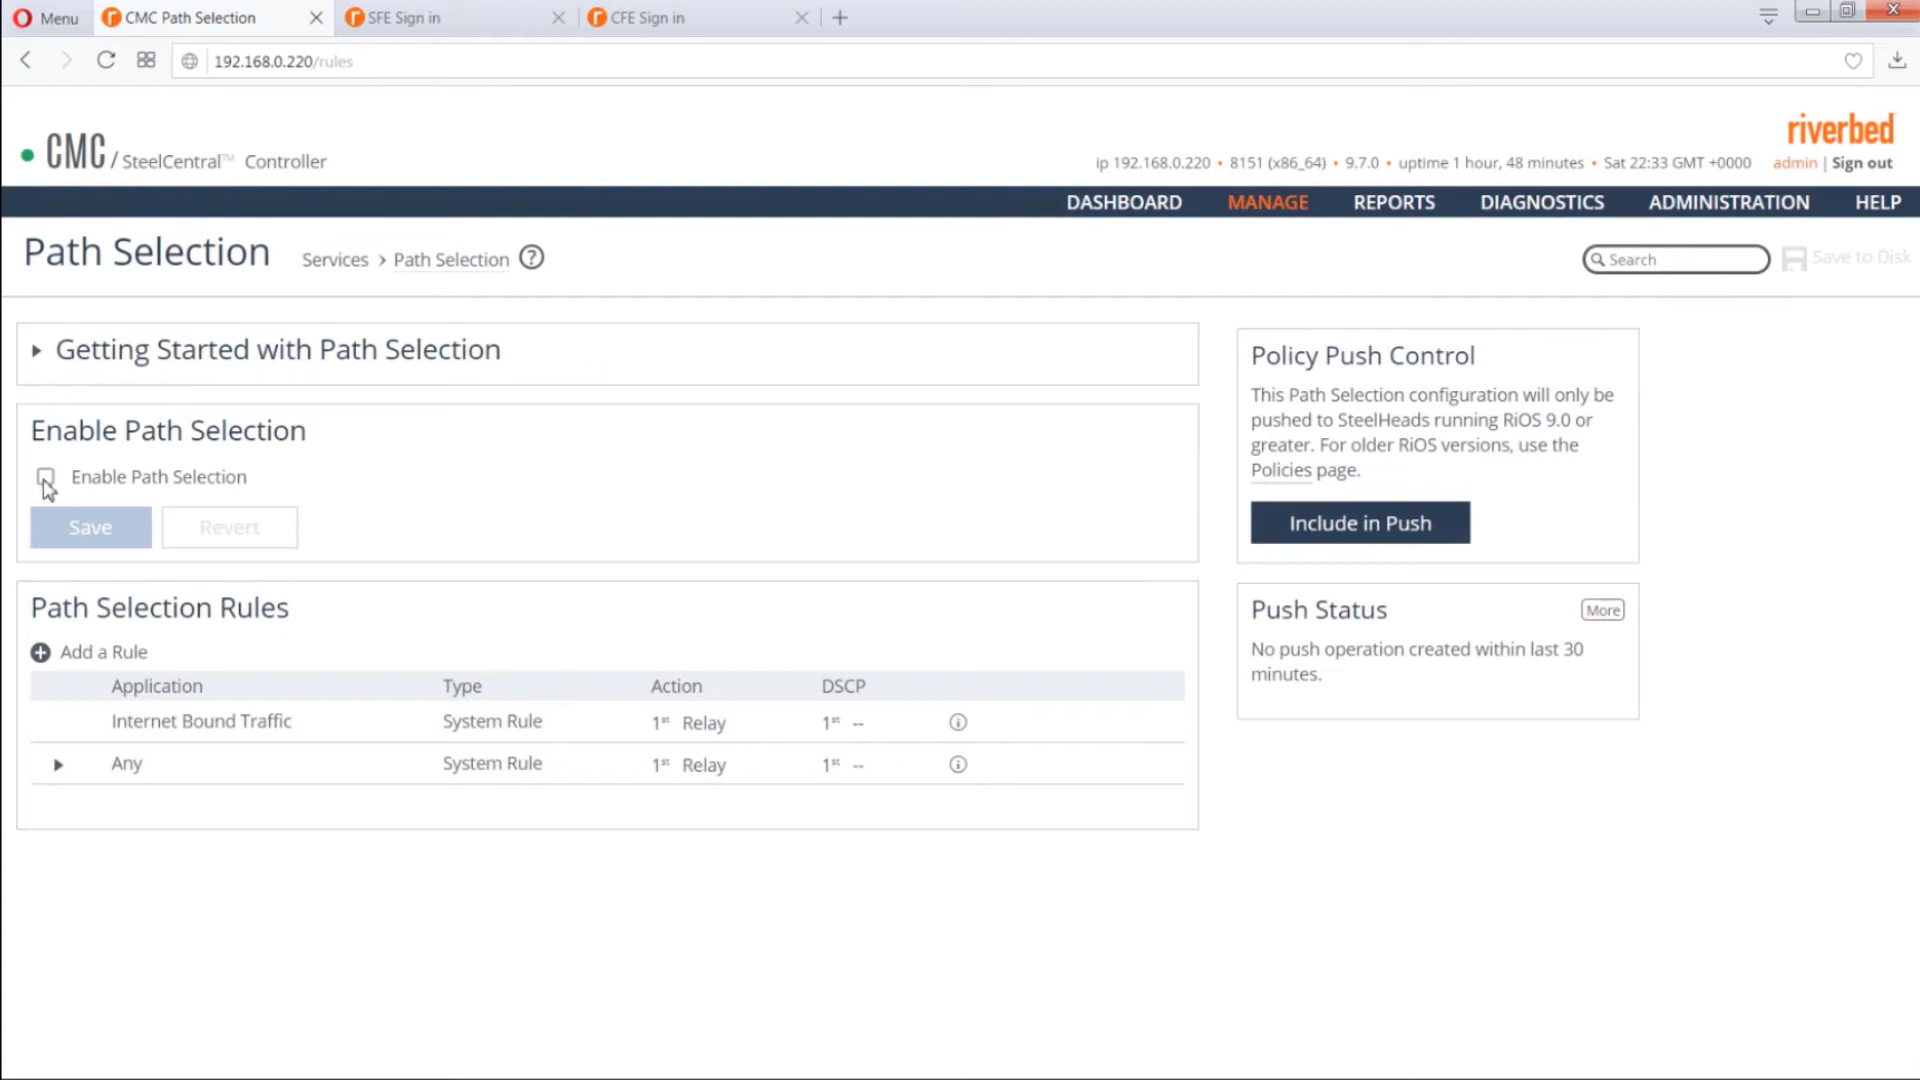 Menu
CMC Path Selection
SFE Sign in
CFE Sign in
192.168.0.220/rules
riverbed
CMC / SteelCentral™ Controller
ip 192.168.0.220 • 8151 (x86_64) • 9.7.0 • uptime 1 hour, 48 minutes • Sat 22:33 GMT +0000
admin | Sign out
DASHBOARD MANAGE REPORTS DIAGNOSTICS ADMINISTRATION HELP
Path Selection
Services › Path Selection ?
Search
Save to Disk
Getting Started with Path Selection
Enable Path Selection
Enable Path Selection
Save
Revert
Path Selection Rules
Add a Rule
Application Type Action DSCP
Internet Bound Traffic System Rule 1st Relay 1st --
Any System Rule 1st Relay 1st --
Policy Push Control
This Path Selection configuration will only be
pushed to SteelHeads running RiOS 9.0 or
greater. For older RiOS versions, use the
Policies page.
Include in Push
Push Status
More
No push operation created within last 30
minutes.